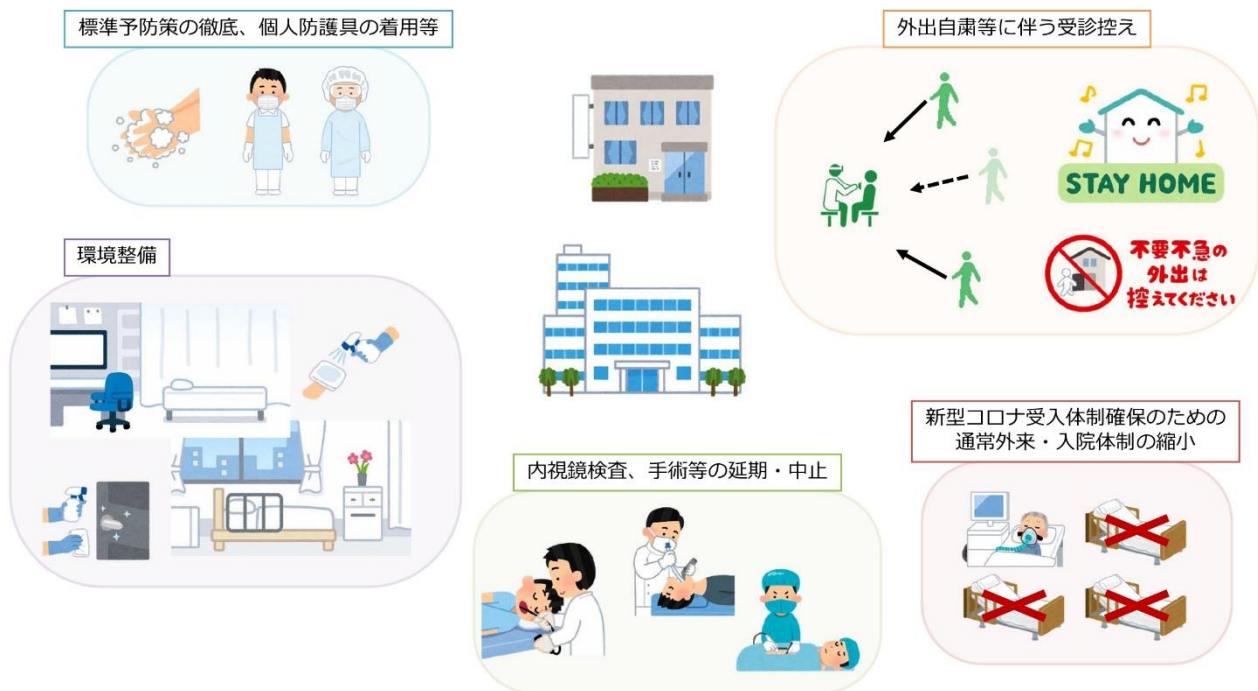 標準予防策の徹底、個人防護具の着用等
外出自粛等に伴う受診控え
STAY HOME
不要不急の
外出は
控えてください
環境整備
内視鏡検査、手術等の延期・中止
新型コロナ受入体制確保のための
通常外来・入院体制の縮小